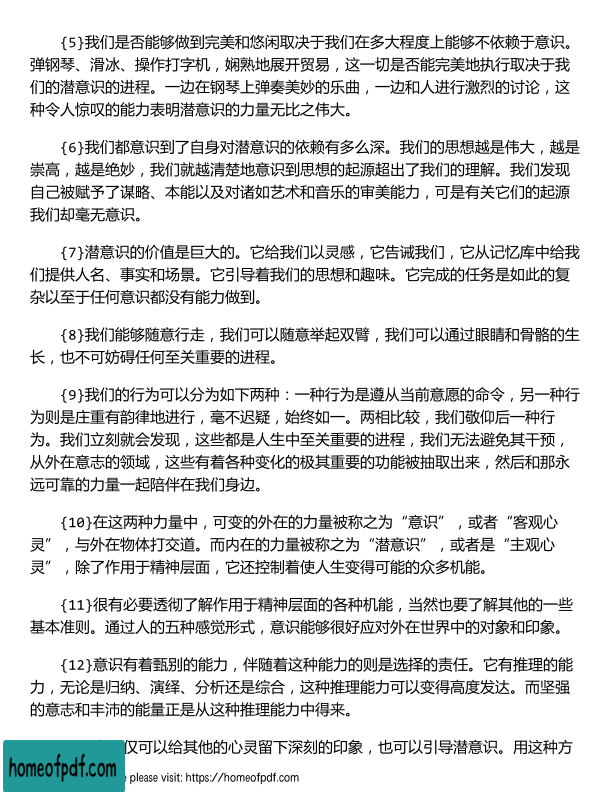 {5}我们是否能够做到完美和悠闲取决于我们在多大程度上能够不依赖于意识。
弹钢琴、滑冰、操作打字机，娴熟地展开贸易，这一切是否能完美地执行取决于我
们的潜意识的进程。一边在钢琴上弹奏美妙的乐曲，一边和人进行激烈的讨论，这
种令人惊叹的能力表明潜意识的力量无比之伟大。
{6}我们都意识到了自身对潜意识的依赖有多么深。我们的思想越是伟大，越是
崇高，越是绝妙，我们就越清楚地意识到思想的起源超出了我们的理解。我们发现
自己被赋予了谋略、本能以及对诸如艺术和音乐的审美能力，可是有关它们的起源
我们却毫无意识。
{7}潜意识的价值是巨大的。它给我们以灵感，它告诫我们，它从记忆库中给我
们提供人名、事实和场景。它引导着我们的思想和趣味。它完成的任务是如此的复
杂以至于任何意识都没有能力做到。
{8}我们能够随意行走，我们可以随意举起双臂，我们可以通过眼睛和骨骼的生
长，也不可妨碍任何至关重要的进程。
{9}我们的行为可以分为如下两种：一种行为是遵从当前意愿的命令，另一种行
为则是庄重有韵律地进行，毫不迟疑，始终如一。两相比较，我们敬仰后一种行
为。我们立刻就会发现，这些都是人生中至关重要的进程，我们无法避免其干预，
从外在意志的领域，这些有着各种变化的极其重要的功能被抽取出来，然后和那永
远可靠的力量一起陪伴在我们身边。
{10}在这两种力量中，可变的外在的力量被称之为“意识”，或者“客观心
灵”，与外在物体打交道。而内在的力量被称之为“潜意识”，或者是“主观心
灵”，除了作用于精神层面，它还控制着使人生变得可能的众多机能。
{11}很有必要透彻了解作用于精神层面的各种机能，当然也要了解其他的一些
基本准则。通过人的五种感觉形式，意识能够很好应对外在世界中的对象和印象。
{12}意识有着甄别的能力，伴随着这种能力的则是选择的责任。它有推理的能
力，无论是归纳、演绎、分析还是综合，这种推理能力可以变得高度发达。而坚强
的意志和丰沛的能量正是从这种推理能力中得来。
仅可以给其他的心灵留下深刻的印象，也可以引导潜意识。用这种方
homeofpdf.com
please visit: https://homeofpdf.com